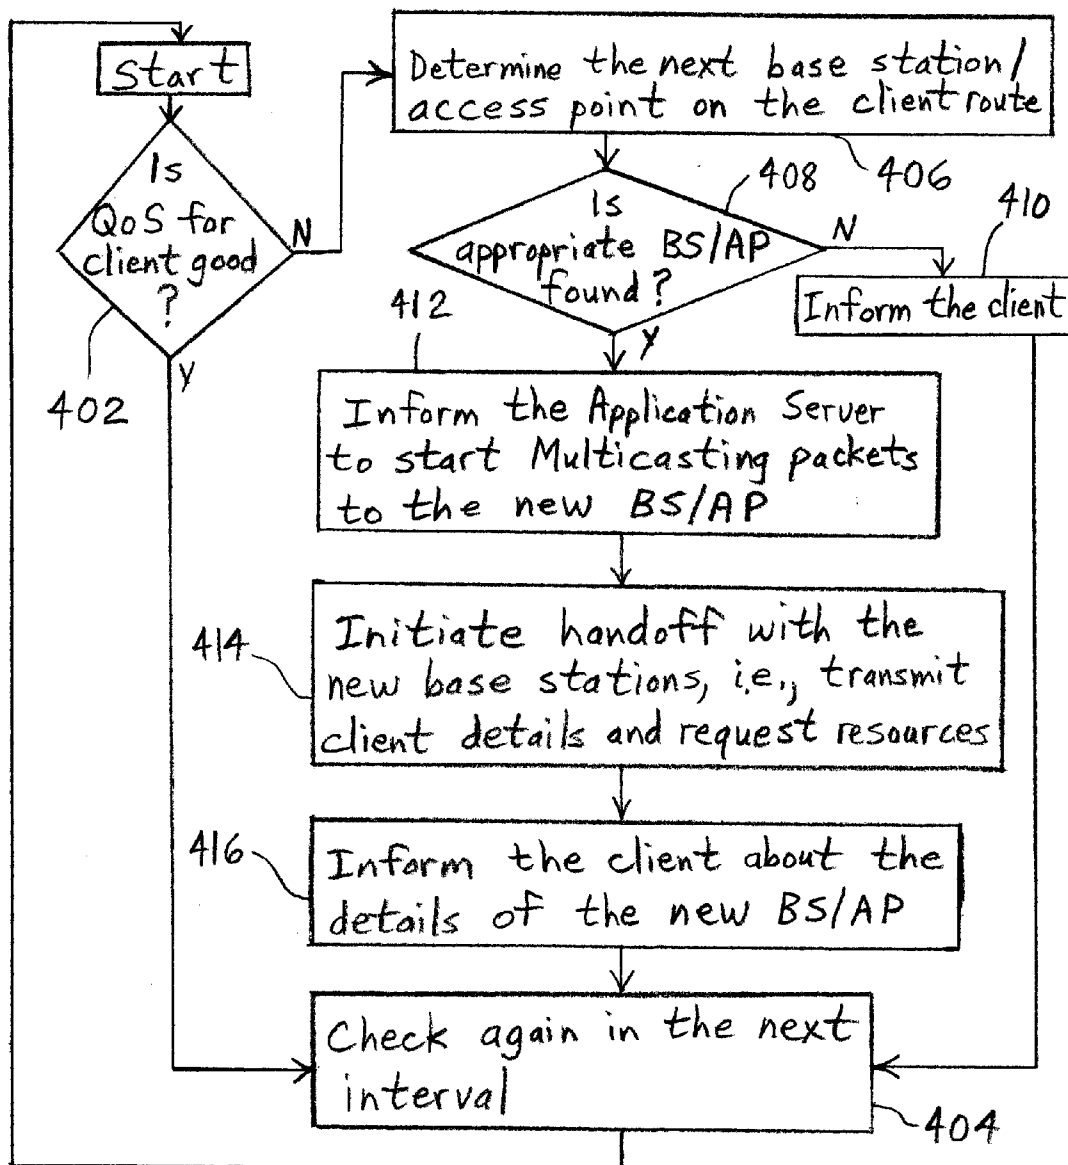 Start
Is
QoS for
client good
?
N
Y
402
Determine the next base station/
access point on the client route
406
Is
appropriate BS/AP
found?
408
N
Y
410
Inform the client
412
Inform the Application Server
to start Multicasting packets
to the new BS/AP
414
Initiate handoff with the
new base stations, i.e., transmit
client details and request resources
416
Inform the client about the
details of the new BS/AP
Check again in the next
interval
404